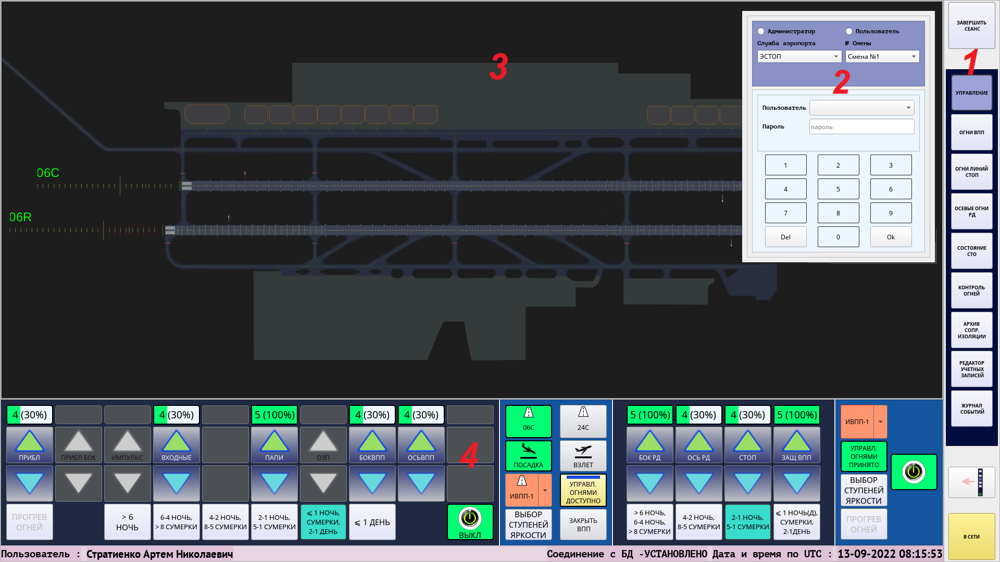 ЗАВЕРШИТЬ
СЕАНС
1
УПРАВЛЕНИЕ
ОГНИ ВПП
ОГНИ ЛИНИЙ
СТОП
ОСЕВЫЕ ОГНИ
РД
СОСТОЯНИЕ
СТО
КОНТРОЛЬ
ОГНЕЙ
АРХИВ
СОПР.
ИЗОЛЯЦИИ
РЕДАКТОР
УЧЕТНЫХ
ЗАПИСЕЙ
ЖУРНАЛ
СОБЫТИЙ
В СЕТИ
Администратор Пользователь
Служба аэропорта № Смены
ЭСТОП Смена №1
2
Пользователь
Пароль пароль
1 2 3
4 5 6
7 8 9
Del 0 Ok
3
06C
06R
4 (30%) 4 (30%) 5 (100%) 4 (30%) 4 (30%)
ПРИБЛ ПРИБЛ БОК ИМПУЛЬС ВХОДНЫЕ ПАПИ ОЗП БОКВПП ОСЬВПП
4
ПРОГРЕВ
ОГНЕЙ
> 6
НОЧЬ
6-4 НОЧЬ,
> 8 СУМЕРКИ
4-2 НОЧЬ,
8-5 СУМЕРКИ
2-1 НОЧЬ,
5-1 СУМЕРКИ
⩽ 1 НОЧЬ,
СУМЕРКИ,
2-1 ДЕНЬ
⩽ 1 ДЕНЬ
ВЫКЛ
06C 24C
ПОСАДКА ВЗЛЕТ
ИВПП-1
УПРАВЛ.
ОГНЯМИ
ДОСТУПНО
ВЫБОР
СТУПЕНЕЙ
ЯРКОСТИ
ЗАКРЫТЬ
ВПП
5 (100%) 4 (30%) 4 (30%) 5 (100%)
БОК РД ОСЬ РД СТОП ЗАЩ ВПП
> 6 НОЧЬ,
6-4 НОЧЬ,
> 8 СУМЕРКИ
4-2 НОЧЬ,
8-5 СУМЕРКИ
2-1 НОЧЬ,
5-1 СУМЕРКИ
⩽ 1 НОЧЬ(Д),
СУМЕРКИ,
2-1ДЕНЬ
ИВПП-1
УПРАВЛ.
ОГНЯМИ
ПРИНЯТО
ВЫБОР
СТУПЕНЕЙ
ЯРКОСТИ
ПРОГРЕВ
ОГНЕЙ
Пользователь : Стратиенко Артем Николаевич Соединение с БД -УСТАНОВЛЕНО Дата и время по UTC : 13-09-2022 08:15:53